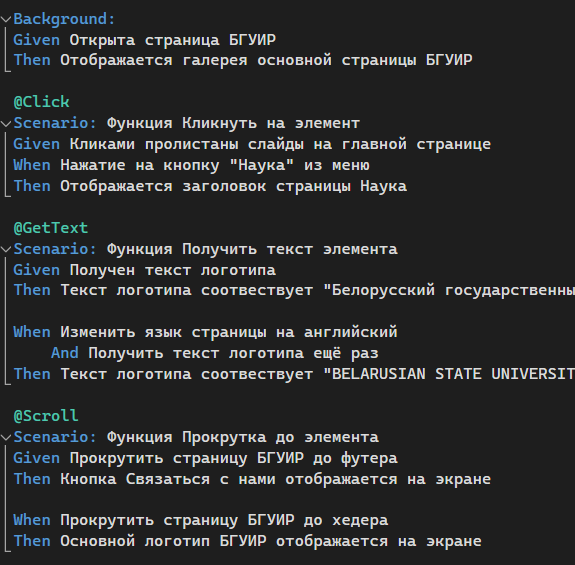 Background:
Given Открыта страница БГУИР
Then Отображается галерея основной страницы БГУИР
@Click
Scenario: Функция Кликнуть на элемент
Given Кликами пролистаны слайды на главной странице
When Нажатие на кнопку "Наука" из меню
Then Отображается заголовок страницы Наука
@GetText
Scenario: Функция Получить текст элемента
Given Получен текст логотипа
Then Текст логотипа соотвествует "Белорусский государственны
When Изменить язык страницы на английский
And Получить текст логотипа ещё раз
Then Текст логотипа соотвествует "BELARUSIAN STATE UNIVERSIT
@Scroll
Scenario: Функция Прокрутка до элемента
Given Прокрутить страницу БГУИР до футера
Then Кнопка Связаться с нами отображается на экране
When Прокрутить страницу БГУИР до хедера
Then Основной логотип БГУИР отображается на экране